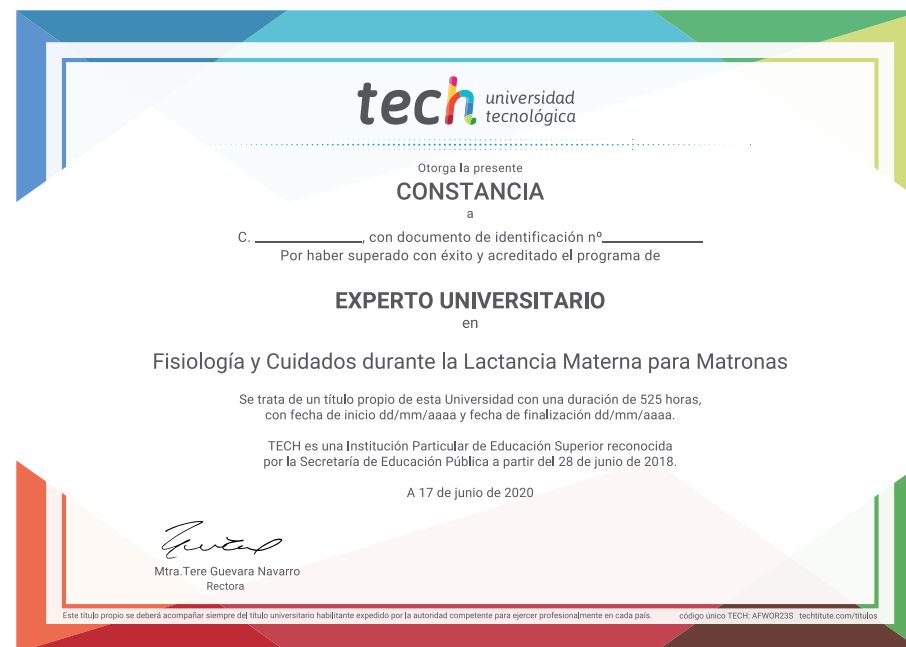 tech universidad
tecnológica
Otorga la presente
CONSTANCIA
a
C. ____________, con documento de identificación nº____________
Por haber superado con éxito y acreditado el programa de
EXPERTO UNIVERSITARIO
en
Fisiología y Cuidados durante la Lactancia Materna para Matronas
Se trata de un título propio de esta Universidad con una duración de 525 horas,
con fecha de inicio dd/mm/aaaa y fecha de finalización dd/mm/aaaa.
TECH es una Institución Particular de Educación Superior reconocida
por la Secretaría de Educación Pública a partir del 28 de junio de 2018.
A 17 de junio de 2020
Mtra.Tere Guevara Navarro
Rectora
Este título propio se deberá acompañar siempre del título universitario habilitante expedido por la autoridad competente para ejercer profesionalmente en cada país. código único TECH: AFWOR23S techtitute.com/titulos